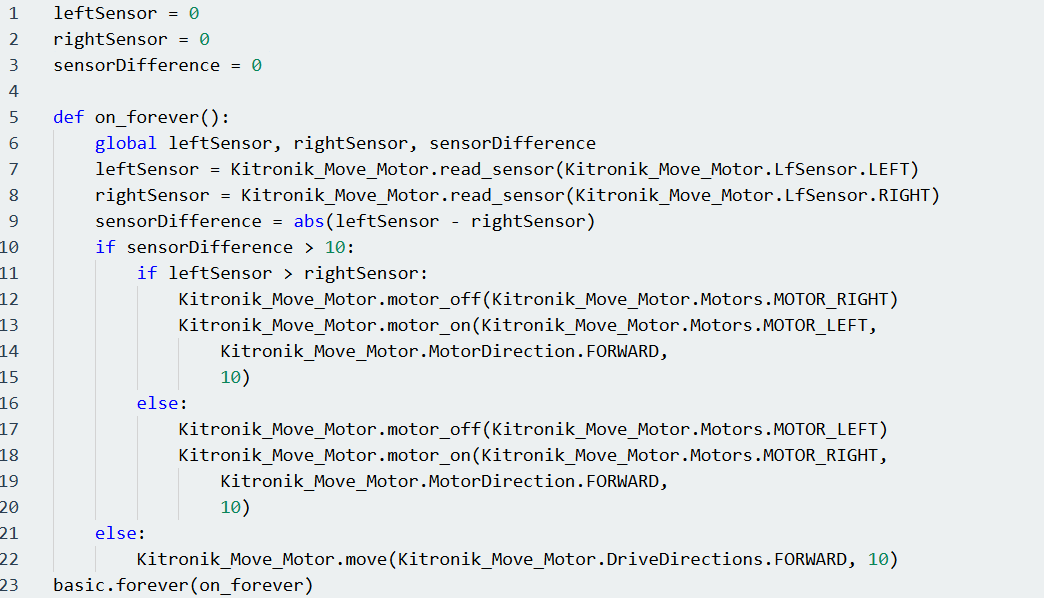 1 leftSensor = 0
2 rightSensor = 0
3 sensorDifference = 0
4
5 def on_forever():
6     global leftSensor, rightSensor, sensorDifference
7     leftSensor = Kitronik_Move_Motor.read_sensor(Kitronik_Move_Motor.LfSensor.LEFT)
8     rightSensor = Kitronik_Move_Motor.read_sensor(Kitronik_Move_Motor.LfSensor.RIGHT)
9     sensorDifference = abs(leftSensor - rightSensor)
10     if sensorDifference > 10:
11         if leftSensor > rightSensor:
12             Kitronik_Move_Motor.motor_off(Kitronik_Move_Motor.Motors.MOTOR_RIGHT)
13             Kitronik_Move_Motor.motor_on(Kitronik_Move_Motor.Motors.MOTOR_LEFT,
14                 Kitronik_Move_Motor.MotorDirection.FORWARD,
15                 10)
16         else:
17             Kitronik_Move_Motor.motor_off(Kitronik_Move_Motor.Motors.MOTOR_LEFT)
18             Kitronik_Move_Motor.motor_on(Kitronik_Move_Motor.Motors.MOTOR_RIGHT,
19                 Kitronik_Move_Motor.MotorDirection.FORWARD,
20                 10)
21     else:
22         Kitronik_Move_Motor.move(Kitronik_Move_Motor.DriveDirections.FORWARD, 10)
23 basic.forever(on_forever)